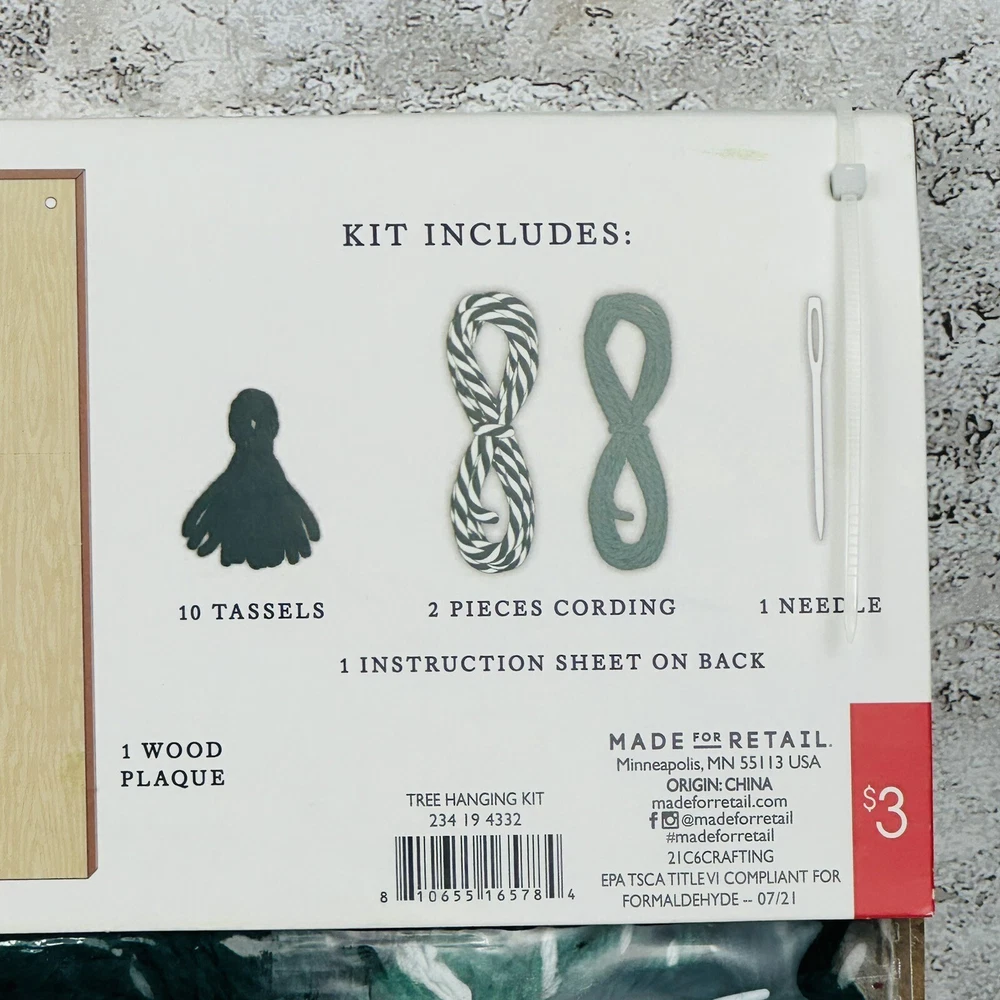 KIT INCLUDES:
10 TASSELS
2 PIECES CORDING
1 NEEDLE
1 INSTRUCTION SHEET ON BACK
1 WOOD
PLAQUE
TREE HANGING KIT
234 19 4332
8 10655 16578 4
MADE FOR RETAIL.
Minneapolis, MN 55113 USA
ORIGIN: CHINA
madeforretail.com
@madeforretail
#madeforretail
21C6CRAFTING
EPA TSCA TITLE VI COMPLIANT FOR
FORMALDEHYDE -- 07/21
$3